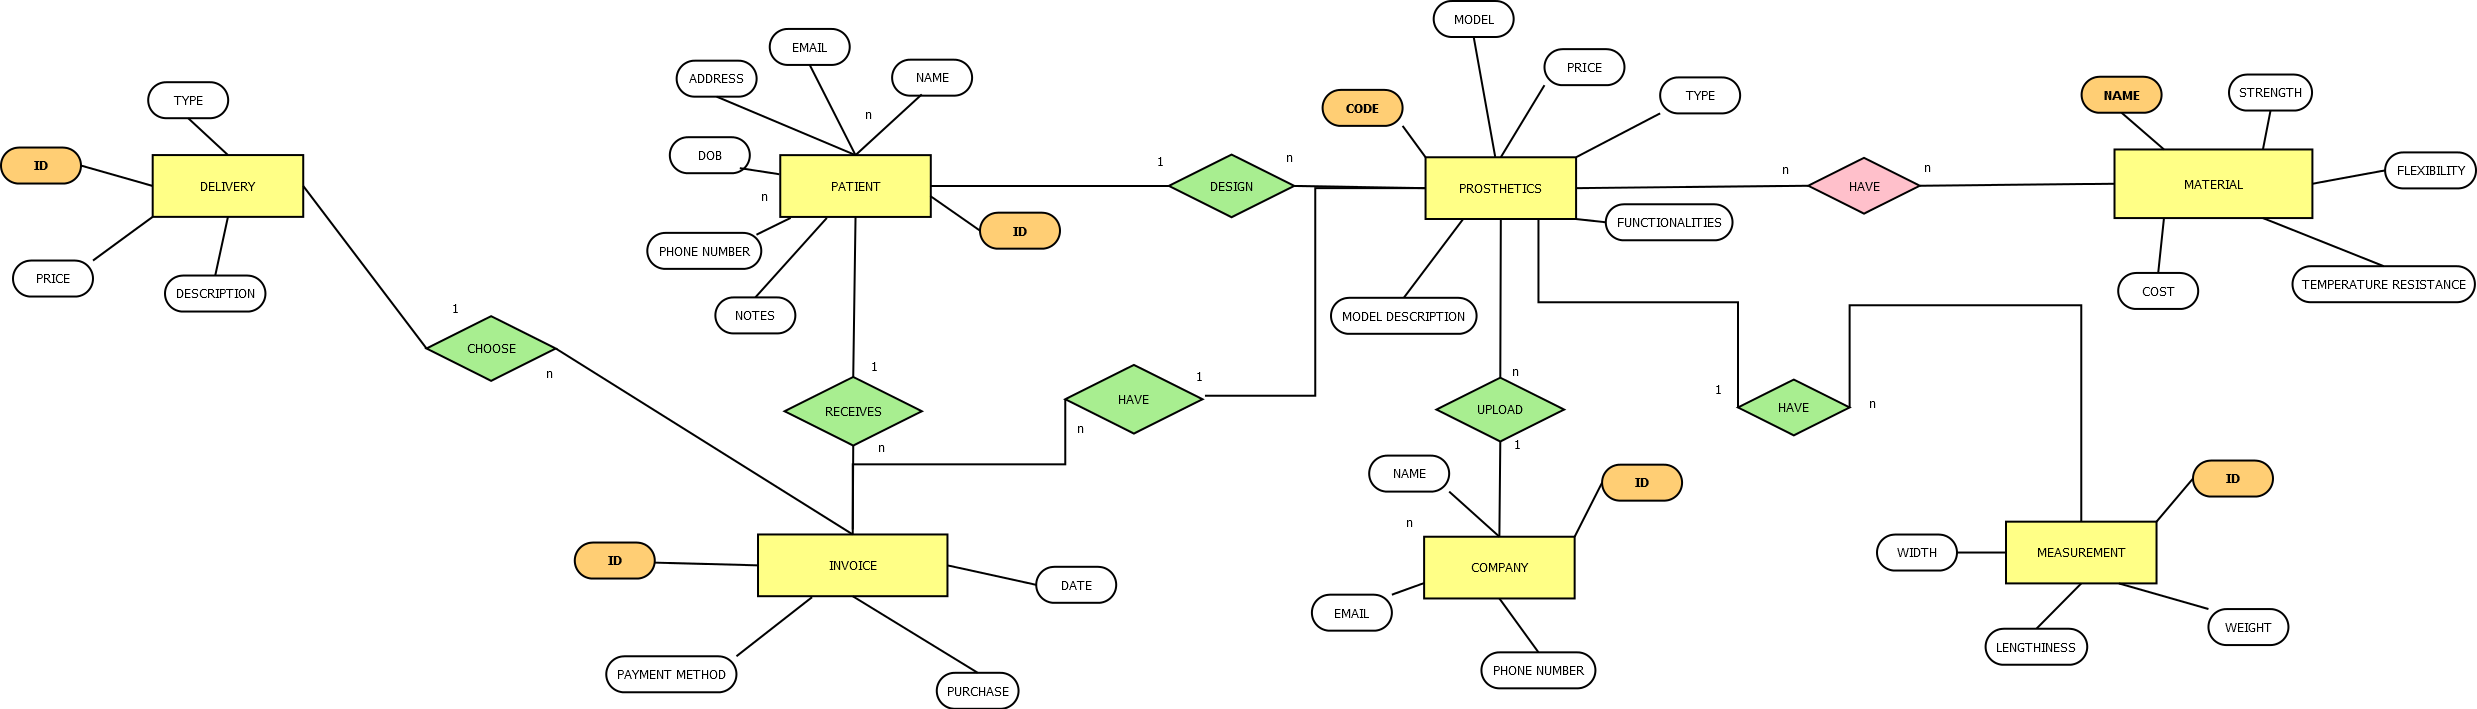 MODEL
EMAIL
PRICE
ADDRESS
NAME
TYPE
NAME
STRENGTH
TYPE
CODE
n
DOB
1
n
n
n
FLEXIBILITY
ID
DELIVERY
PATIENT
DESIGN
PROSTHETICS
HAVE
MATERIAL
n
ID
FUNCTIONALITIES
PHONE NUMBER
PRICE
DESCRIPTION
NOTES
MODEL DESCRIPTION
COST
TEMPERATURE RESISTANCE
1
CHOOSE
n
1
1
n
1
HAVE
RECEIVES
HAVE
n
UPLOAD
n
HAVE
n
1
NAME
ID
ID
n
ID
INVOICE
DATE
COMPANY
WIDTH
MEASUREMENT
EMAIL
WEIGHT
LENGTHINESS
PAYMENT METHOD
PURCHASE
PHONE NUMBER